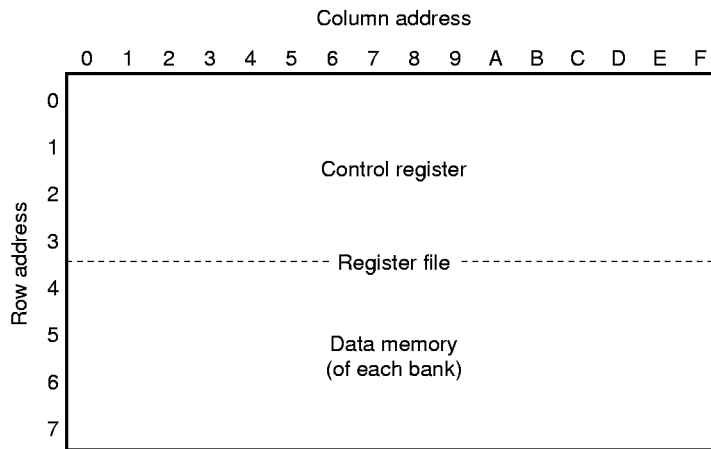 Column address
0 1 2 3 4 5 6 7 8 9 A B C D E F
Row address
0
1
Control register
2
3
Register file
4
5
Data memory
(of each bank)
6
7